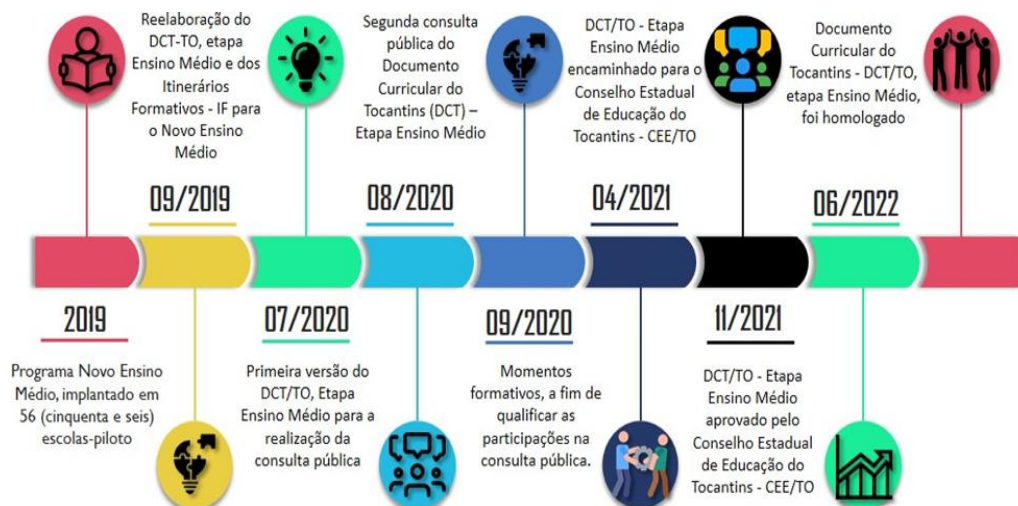 Reelaboração do
DCT-TO, etapa
Ensino Médio e dos
Itinerários
Formativos - IF para
o Novo Ensino
Médio
09/2019
Segunda consulta
pública do
Documento
Curricular do
Tocantins (DCT) –
Etapa Ensino Médio
08/2020
DCT/TO - Etapa
Ensino Médio
encaminhado para o
Conselho Estadual
de Educação do
Tocantins - CEE/TO
04/2021
Documento
Curricular do
Tocantins - DCT/TO,
etapa Ensino Médio,
foi homologado
06/2022
2019
Programa Novo Ensino
Médio, implantado em
56 (cinquenta e seis)
escolas-piloto
07/2020
Primeira versão do
DCT/TO, Etapa
Ensino Médio para a
realização da
consulta pública
09/2020
Momentos
formativos, a fim de
qualificar as
participações na
consulta pública.
11/2021
DCT/TO - Etapa
Ensino Médio
aprovado pelo
Conselho Estadual
de Educação do
Tocantins - CEE/TO